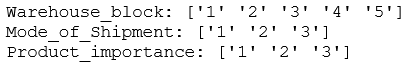 Warehouse_block: ['1' '2' '3' '4' '5']
Mode_of_Shipment: ['1' '2' '3']
Product_importance: ['1' '2' '3']